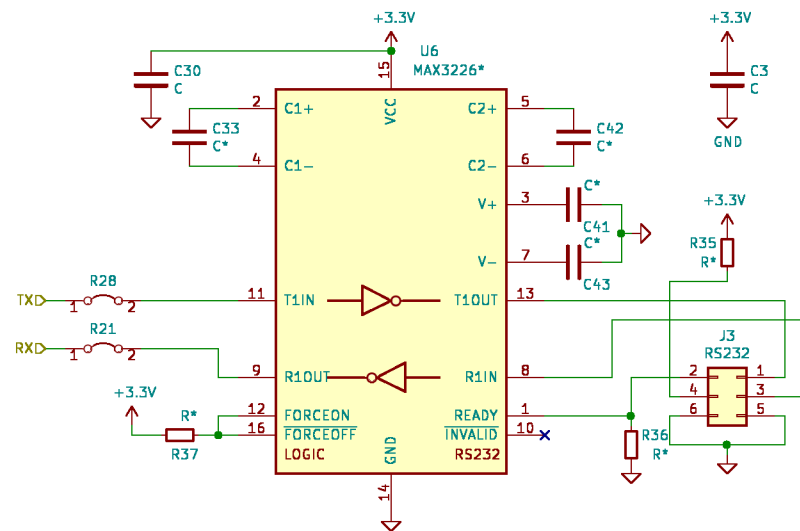 +3.3V
+3.3V
U6
MAX3226*
C30
C
15
VCC
C3
C
GND
2
C1+
C2+
5
C33
C*
C42
C*
4
C1-
C2-
6
C*
V+
3
C41
+3.3V
C*
R35
R*
V-
7
C43
R28
TX
1
2
11
T1IN
T1OUT
13
R21
RX
1
2
J3
RS232
9
R1OUT
R1IN
8
2
1
+3.3V
4
3
R*
12
FORCEON
READY
1
6
5
16
FORCEOFF
INVALID
10
R36
R*
R37
LOGIC
GND
RS232
14